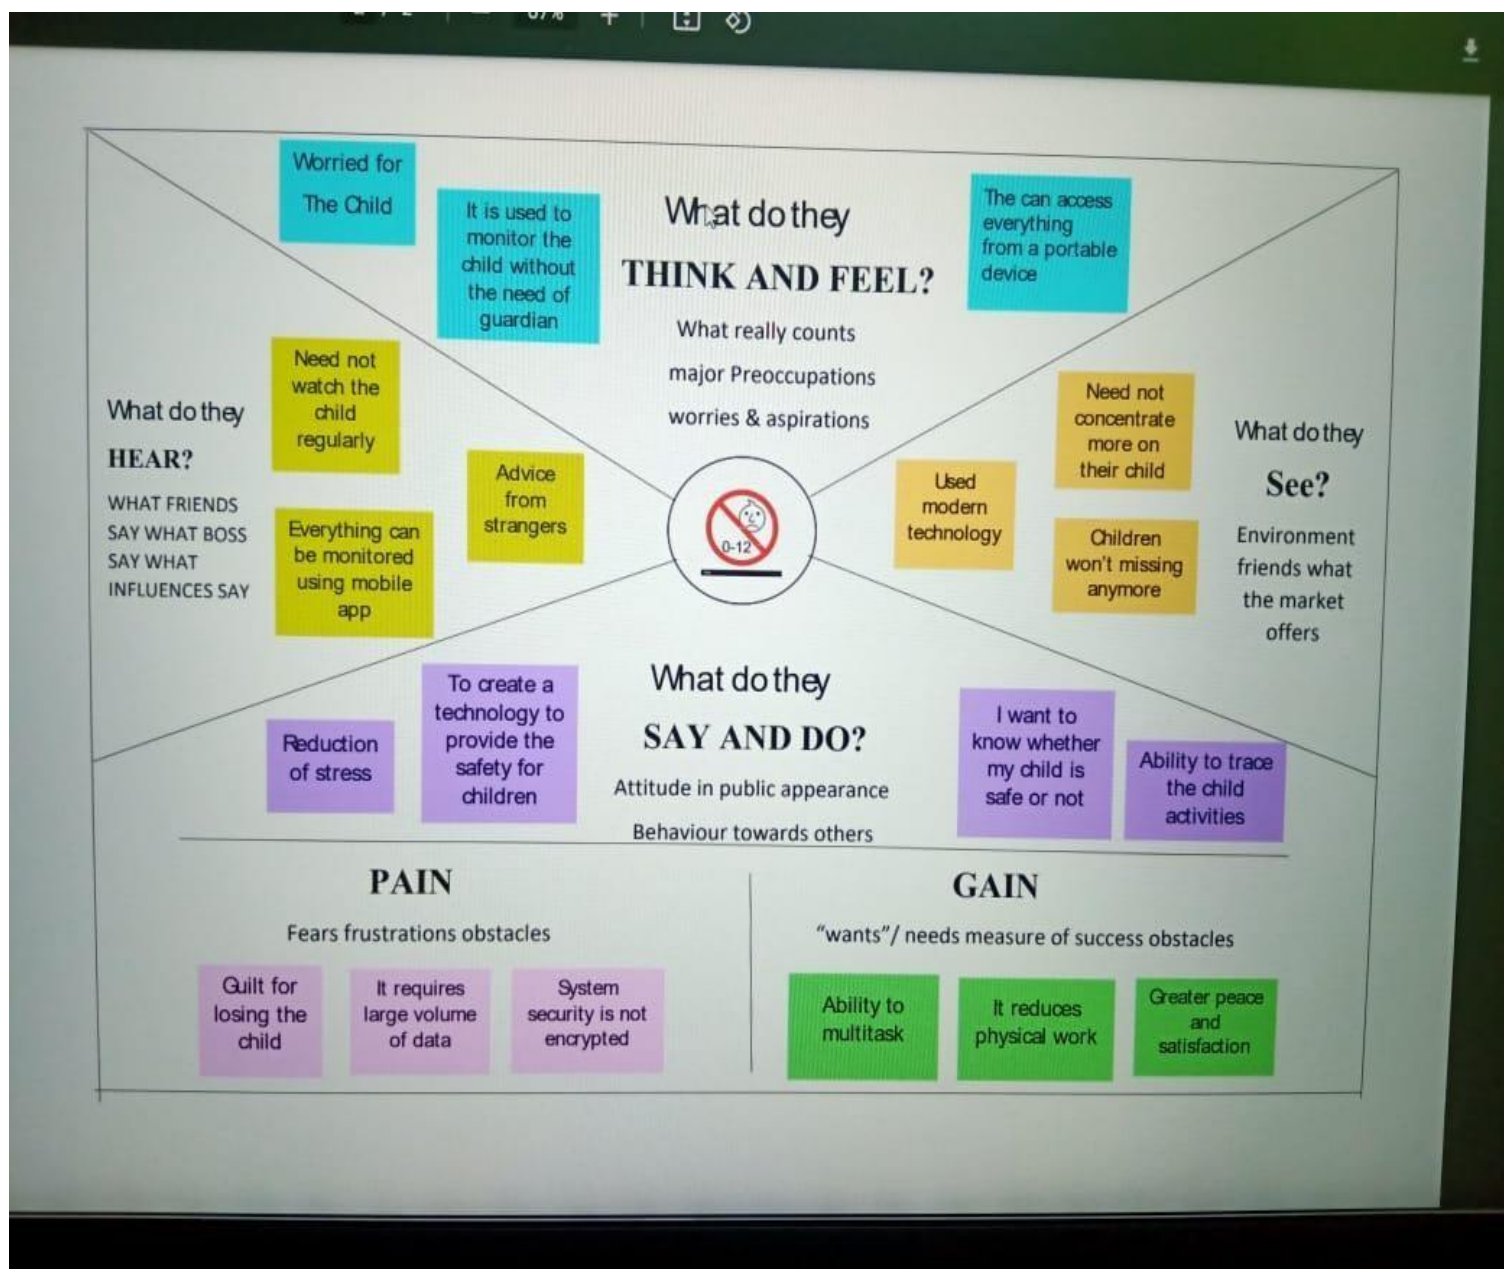 Worried for
The Child
It is used to
monitor the
child without
the need of
guardian
What do they
THINK AND FEEL?
What really counts
major Preoccupations
worries & aspirations
The can access
everything
from a portable
device
What do they
HEAR?
WHAT FRIENDS
SAY WHAT BOSS
SAY WHAT
INFLUENCES SAY
Need not
watch the
child
regularly
Everything can
be monitored
using mobile
app
Advice
from
strangers
0-12
Used
modern
technology
Need not
concentrate
more on
their child
Children
won't missing
anymore
What do they
See?
Environment
friends what
the market
offers
Reduction
of stress
To create a
technology to
provide the
safety for
children
What do they
SAY AND DO?
Attitude in public appearance
Behaviour towards others
I want to
know whether
my child is
safe or not
Ability to trace
the child
activities
PAIN
Fears frustrations obstacles
Guilt for
losing the
child
It requires
large volume
of data
System
security is not
encrypted
GAIN
"wants"/ needs measure of success obstacles
Ability to
multitask
It reduces
physical work
Greater peace
and
satisfaction